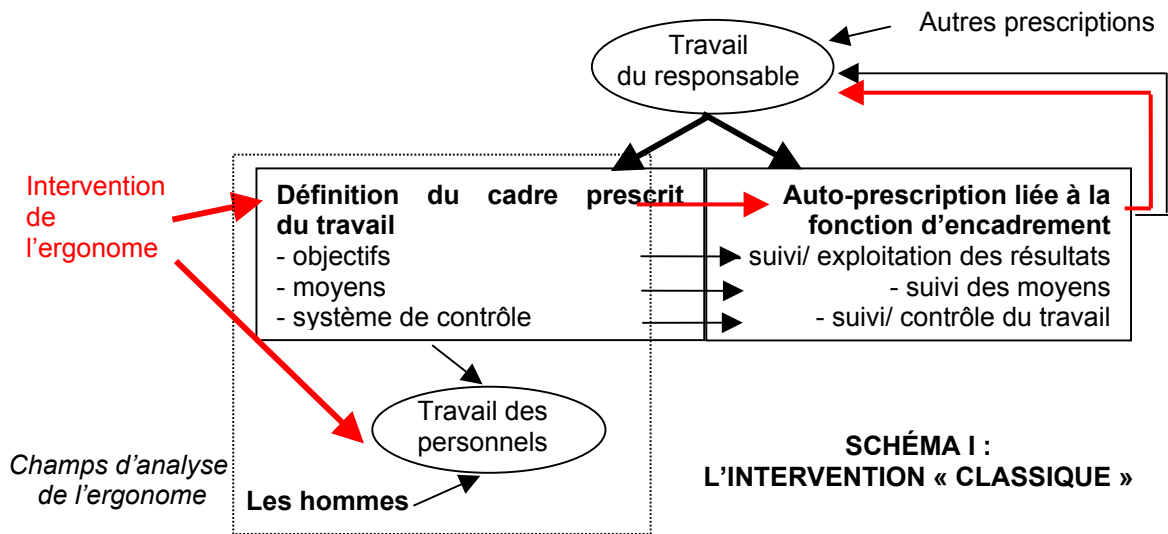 Autres prescriptions
Travail
du responsable
Intervention
de
l'ergonome
Définition du cadre prescrit
du travail
- objectifs
- moyens
- système de contrôle
Auto-prescription liée à la
fonction d'encadrement
suivi/ exploitation des résultats
- suivi des moyens
- suivi/ contrôle du travail
Travail des
personnels
Champs d'analyse
de l'ergonome
Les hommes
SCHÉMA I :
L'INTERVENTION « CLASSIQUE »